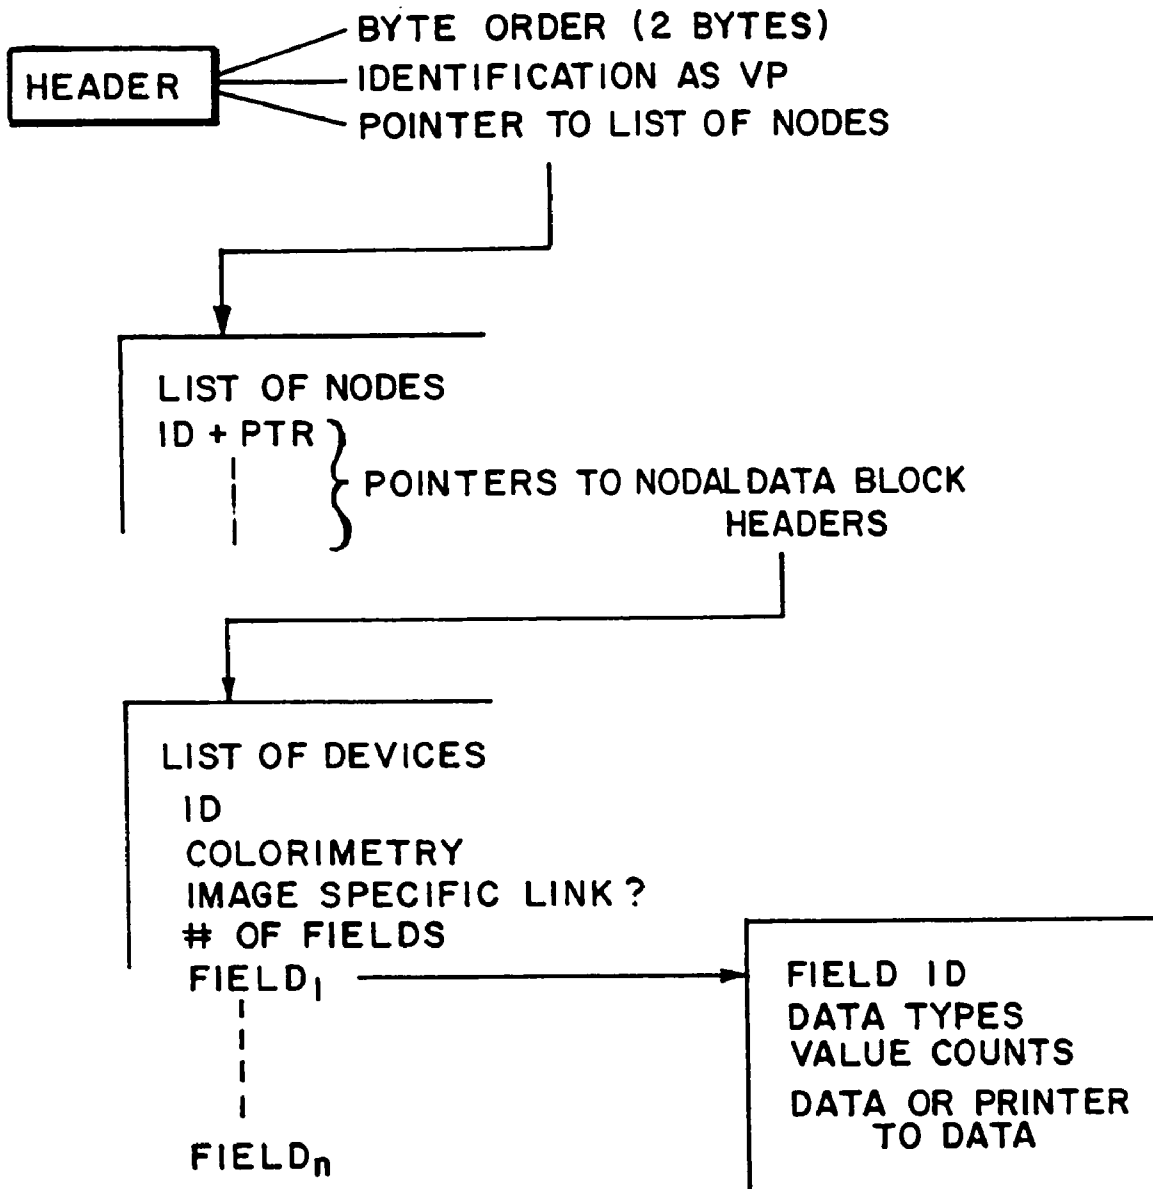 HEADER
BYTE ORDER (2 BYTES)
IDENTIFICATION AS VP
POINTER TO LIST OF NODES
LIST OF NODES
ID + PTR
POINTERS TO NODAL DATA BLOCK
HEADERS
LIST OF DEVICES
ID
COLORIMETRY
IMAGE SPECIFIC LINK ?
# OF FIELDS
FIELD₁
FIELDₙ
FIELD ID
DATA TYPES
VALUE COUNTS
DATA OR PRINTER
TO DATA